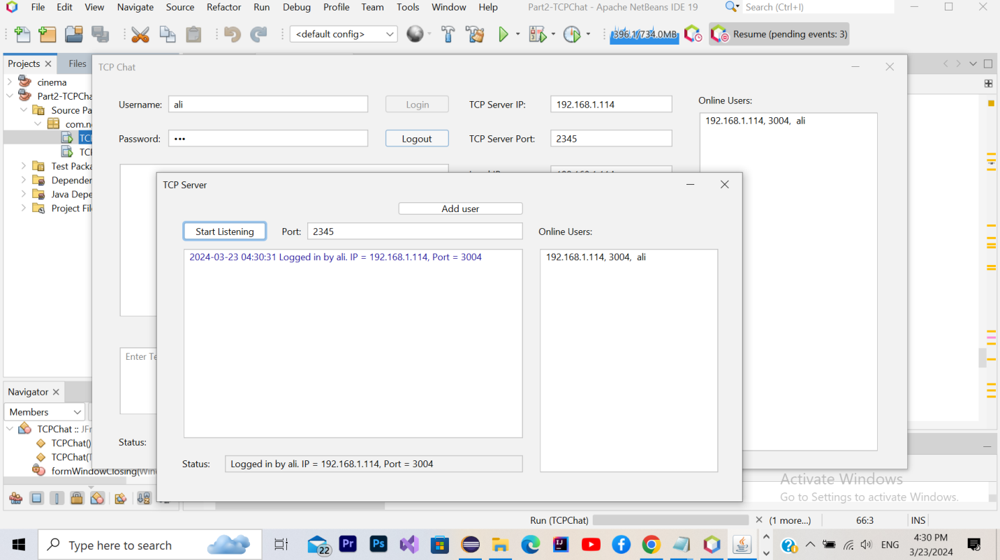 File Edit View Navigate Source Refactor Run Debug Profile Team Tools Window Help Part2-TCPChat - Apache NetBeans IDE 19 Search (Ctrl+I)
<default config> 396.1/734.0MB Resume (pending events: 3)
Projects Files
cinema
Part2-TCPCha
Source Pa
com.n
TCP
TCP
Test Packa
Depender
Java Depe
Project Fil
TCP Chat
Username: ali Login TCP Server IP: 192.168.1.114 Online Users:
192.168.1.114, 3004, ali
Password: ••• Logout TCP Server Port: 2345
Enter Te
Status:
TCP Server
Add user
Start Listening Port: 2345 Online Users:
2024-03-23 04:30:31 Logged in by ali. IP = 192.168.1.114, Port = 3004
192.168.1.114, 3004, ali
Status: Logged in by ali. IP = 192.168.1.114, Port = 3004
Navigator
Members
TCPChat :: JFr
TCPChat()
TCPChat(T
formWindowClosing(Win
Activate Windows
Go to Settings to activate Windows.
Run (TCPChat) (1 more...) 66:3 INS
Type here to search 22 Pr Ps ENG 4:30 PM
3/23/2024